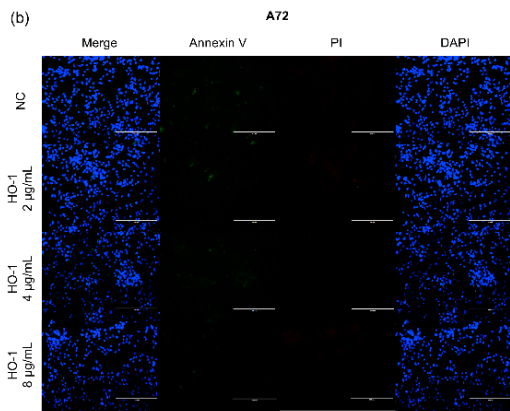 (b)
A72
Merge Annexin V PI DAPI
NC
HO-1
2 µg/mL
HO-1
4 µg/mL
HO-1
8 µg/mL